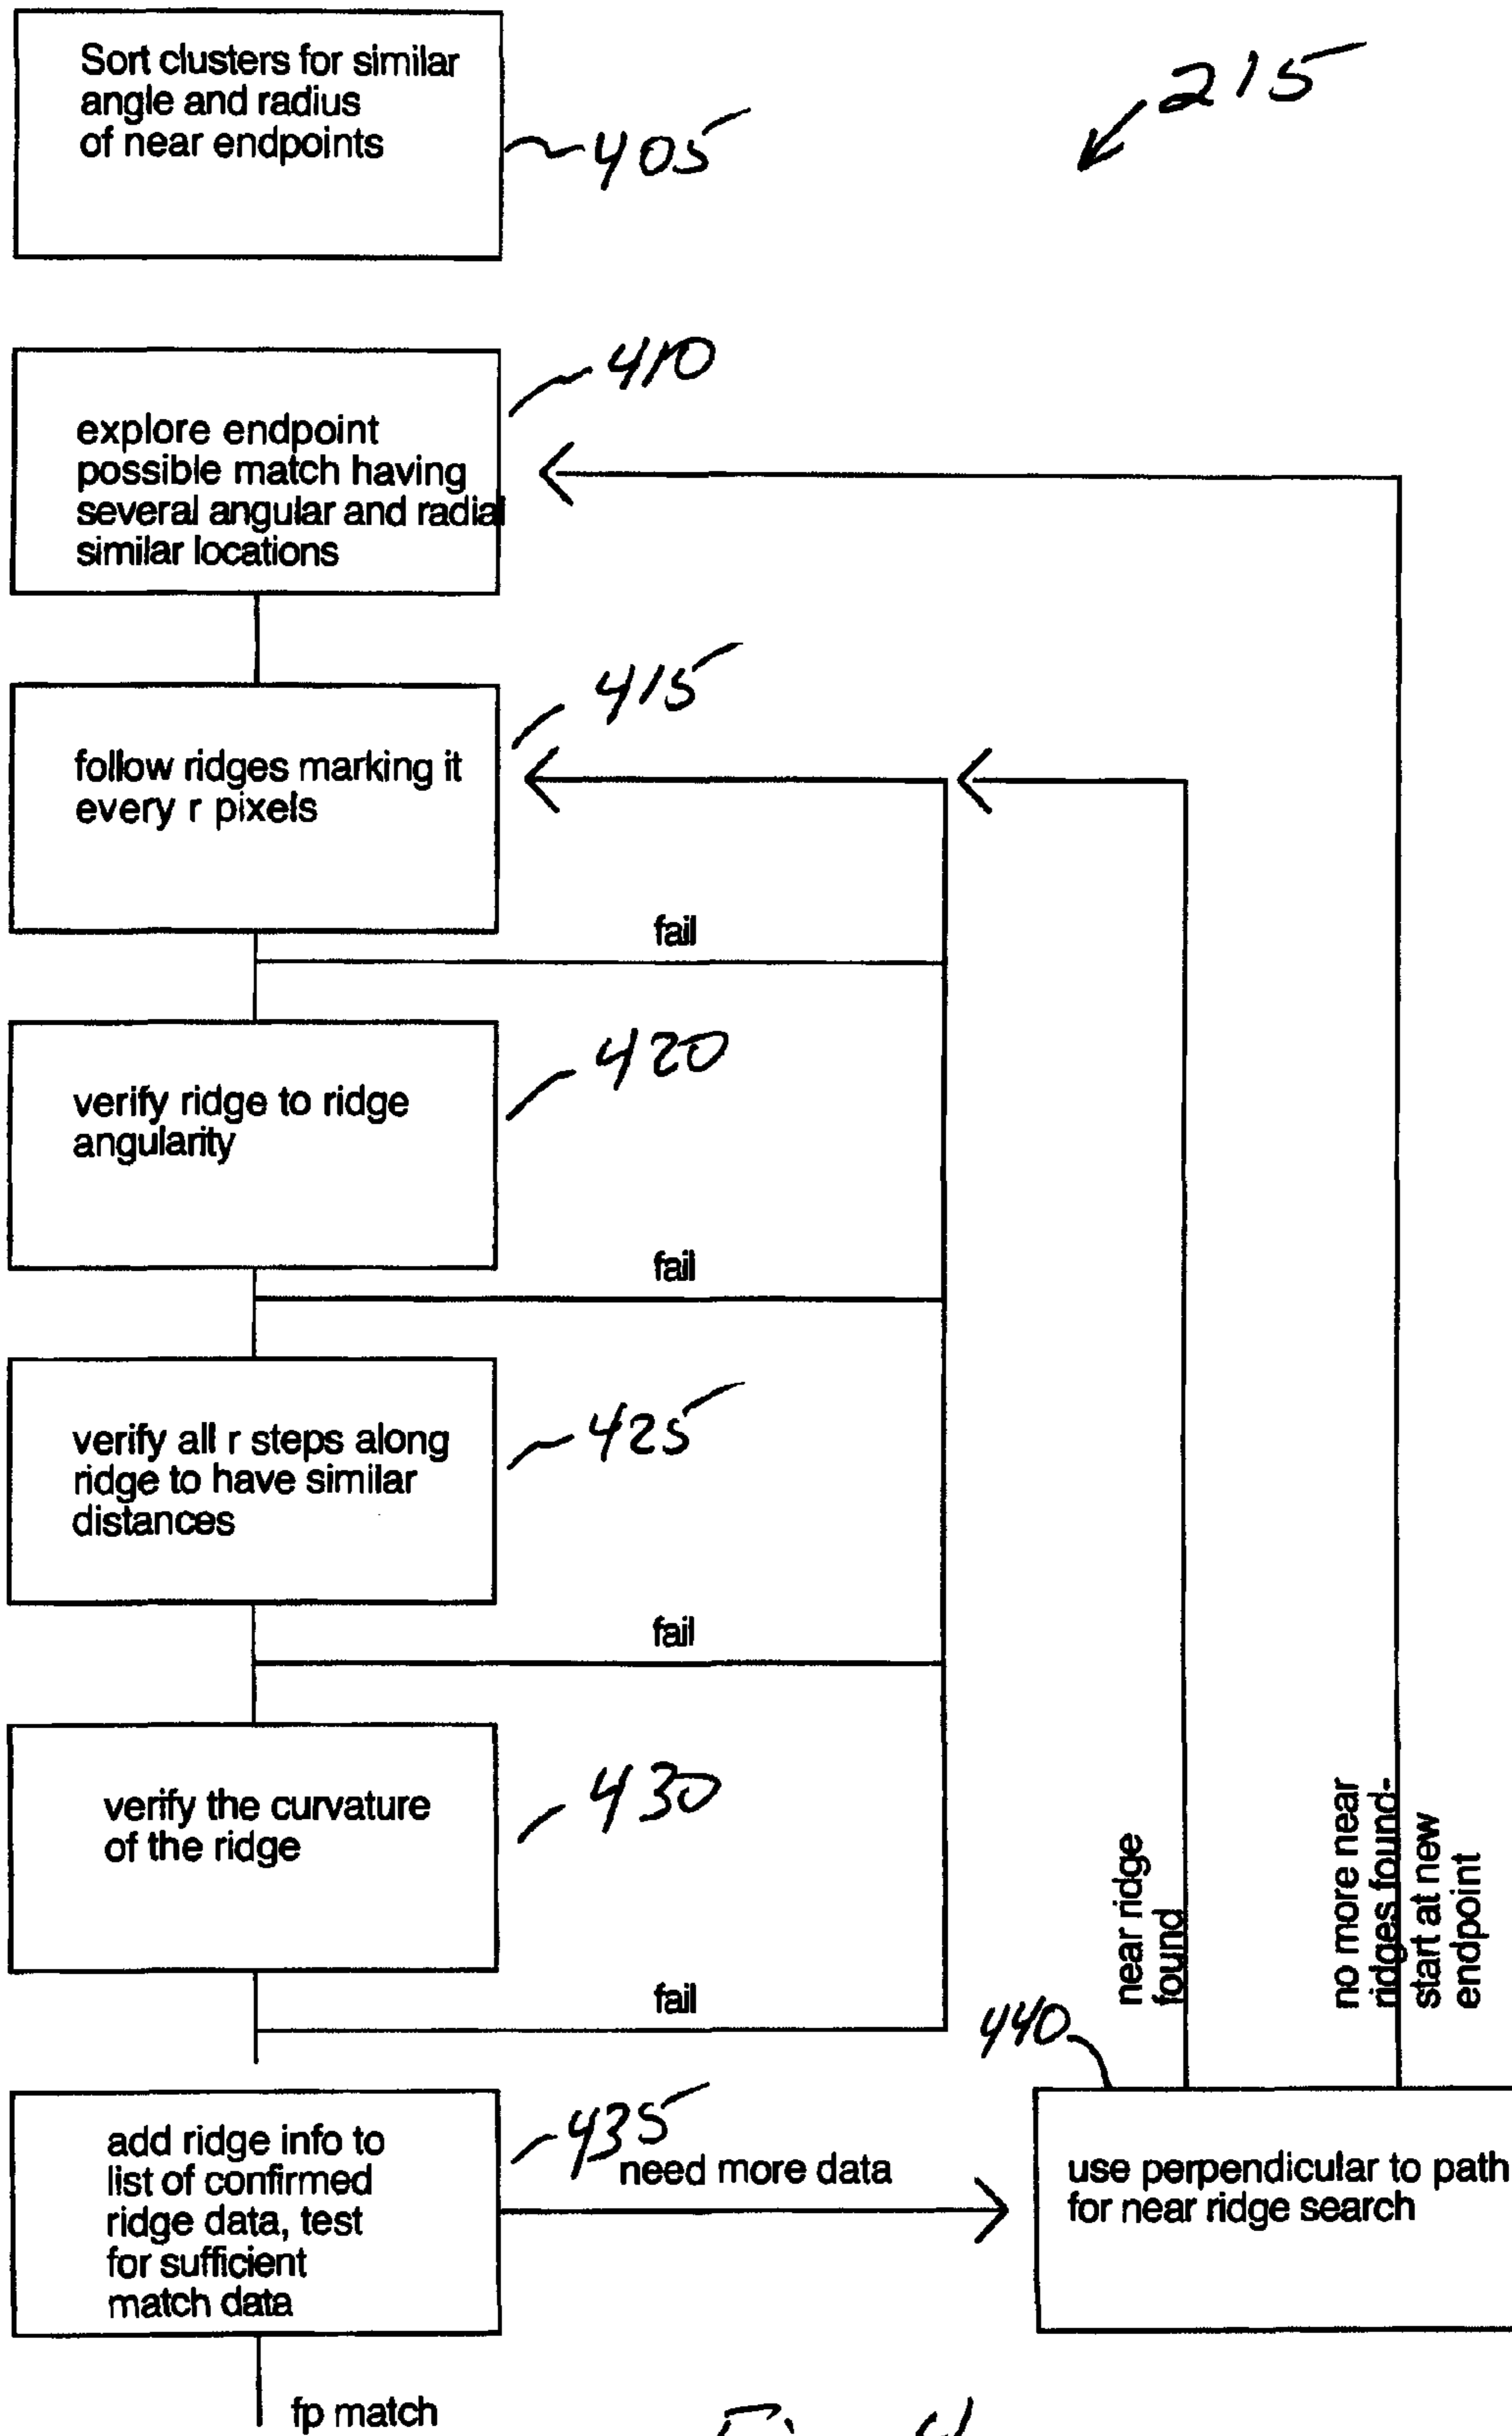 Sort clusters for similar
angle and radius
of near endpoints
405
215
410
explore endpoint
possible match having
several angular and radial
similar locations
415
follow ridges marking it
every r pixels
fail
420
verify ridge to ridge
angularity
fail
425
verify all r steps along
ridge to have similar
distances
fail
430
verify the curvature
of the ridge
near ridge
found
no more near
ridges found-
start at new
endpoint
fail
440
435
add ridge info to
list of confirmed
ridge data, test
for sufficient
match data
need more data
use perpendicular to path
for near ridge search
fp match